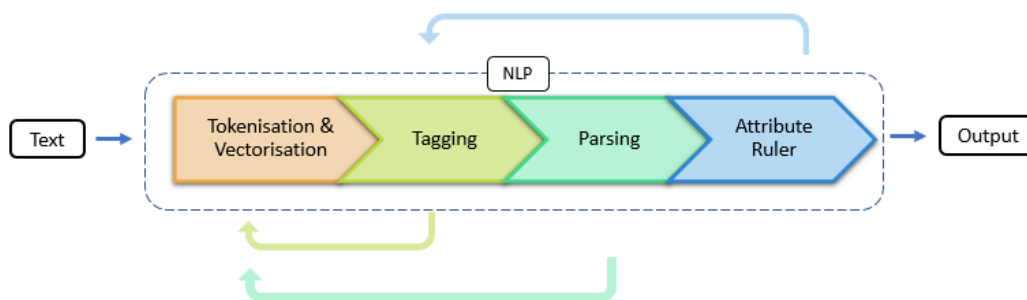 NLP
Text
Tokenisation &
Vectorisation
Tagging
Parsing
Attribute
Ruler
Output